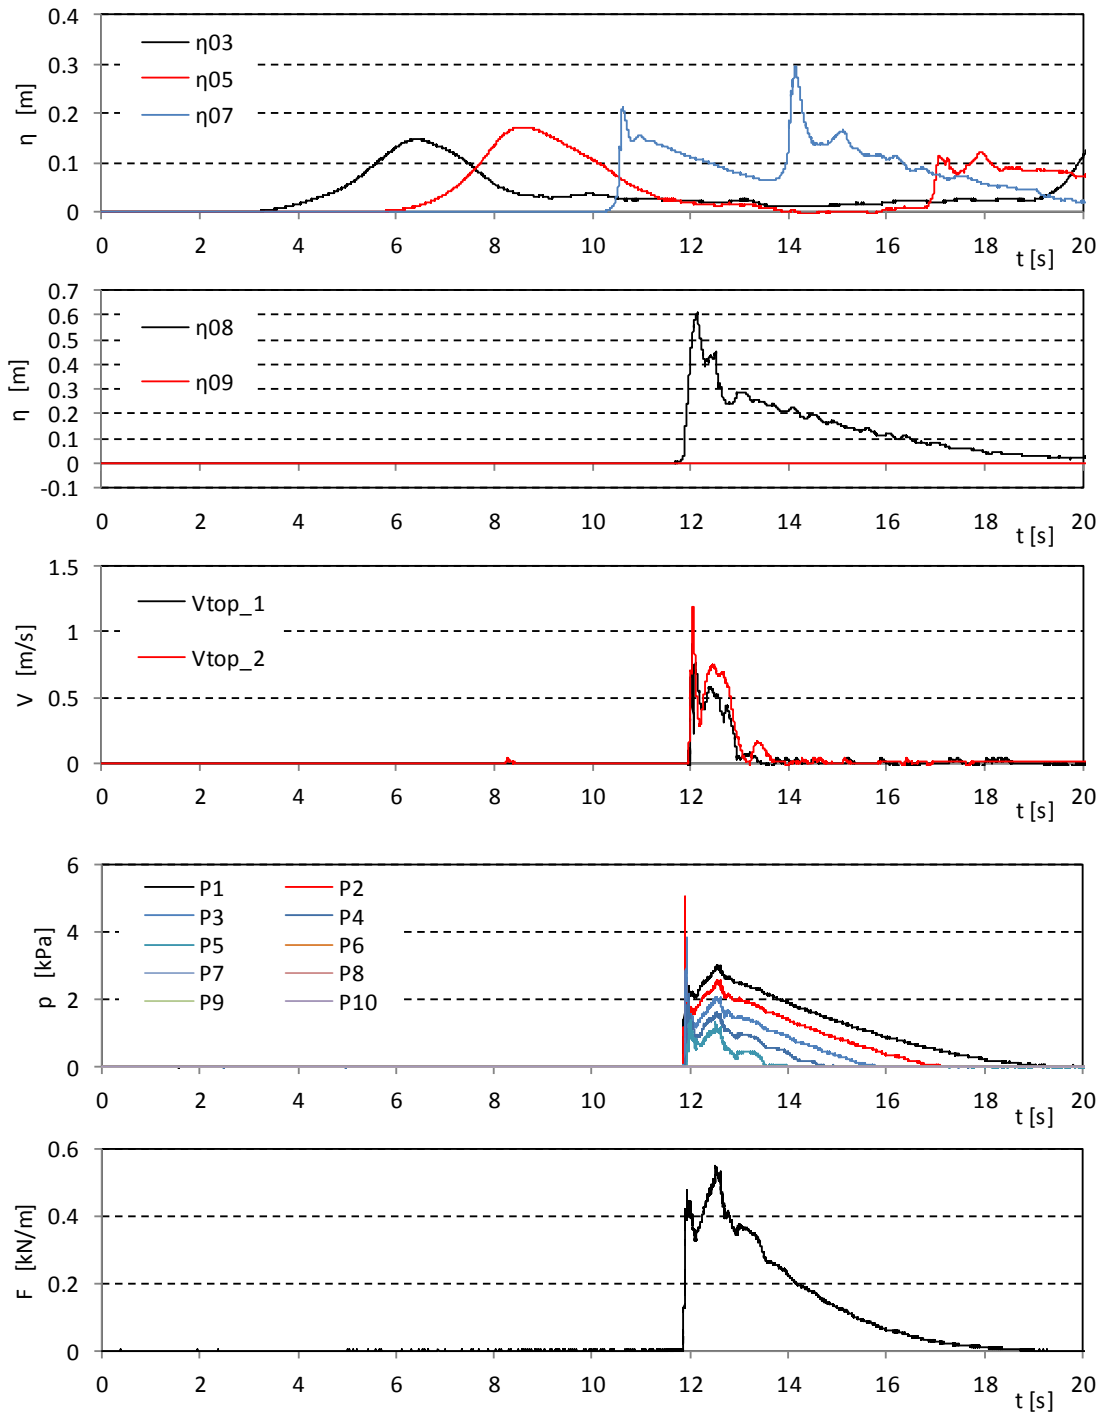 0.4
0.3
0.2
0.1
0
η [m]
η03
η05
η07
0 2 4 6 8 10 12 14 16 18 20
t [s]
0.7
0.6
0.5
0.4
0.3
0.2
0.1
0
-0.1
η [m]
η08
η09
0 2 4 6 8 10 12 14 16 18 20
t [s]
1.5
1
0.5
0
V [m/s]
Vtop_1
Vtop_2
0 2 4 6 8 10 12 14 16 18 20
t [s]
6
4
2
0
p [kPa]
P1 P2
P3 P4
P5 P6
P7 P8
P9 P10
0 2 4 6 8 10 12 14 16 18 20
t [s]
0.6
0.4
0.2
0
F [kN/m]
0 2 4 6 8 10 12 14 16 18 20
t [s]